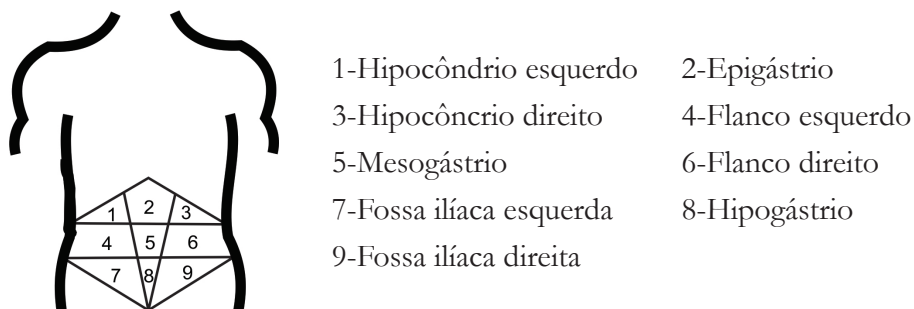 1 2 3
4 5 6
7 8 9
1-Hipocôndrio esquerdo 2-Epigástrio
3-Hipocôncrio direito 4-Flanco esquerdo
5-Mesogástrio 6-Flanco direito
7-Fossa ilíaca esquerda 8-Hipogástrio
9-Fossa ilíaca direita